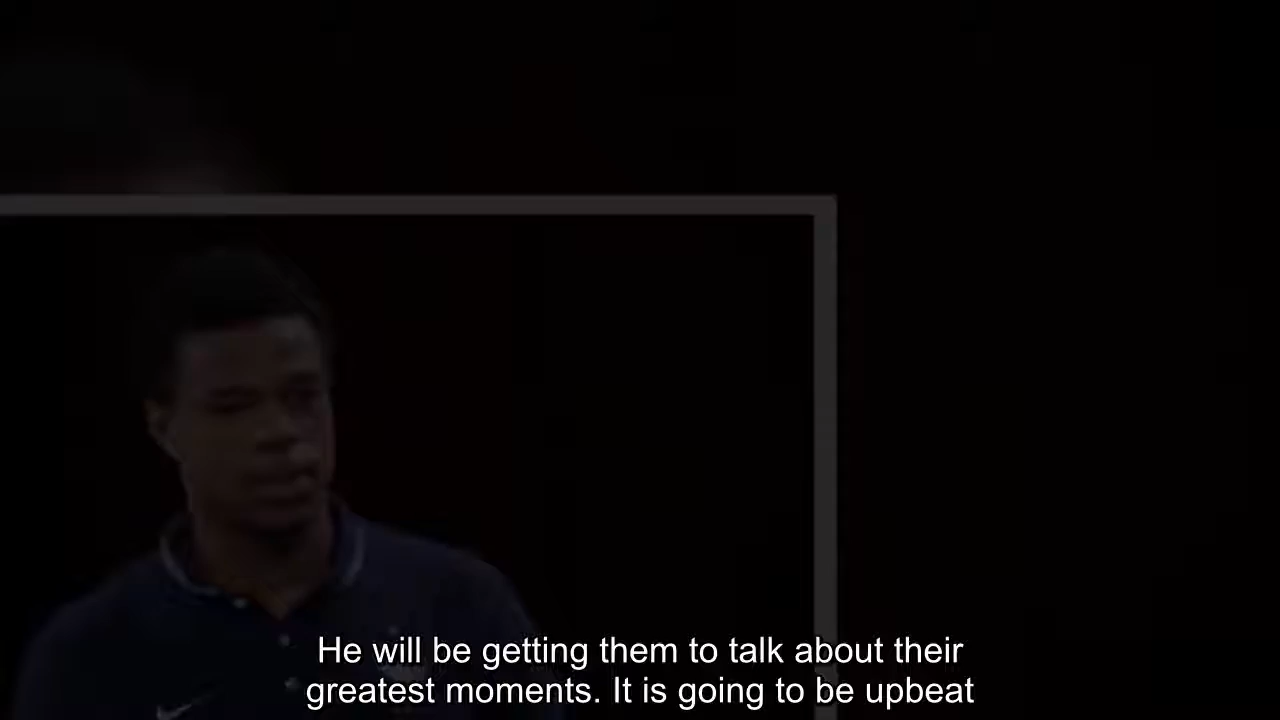 He will be getting them to talk about their
greatest moments. It is going to be upbeat